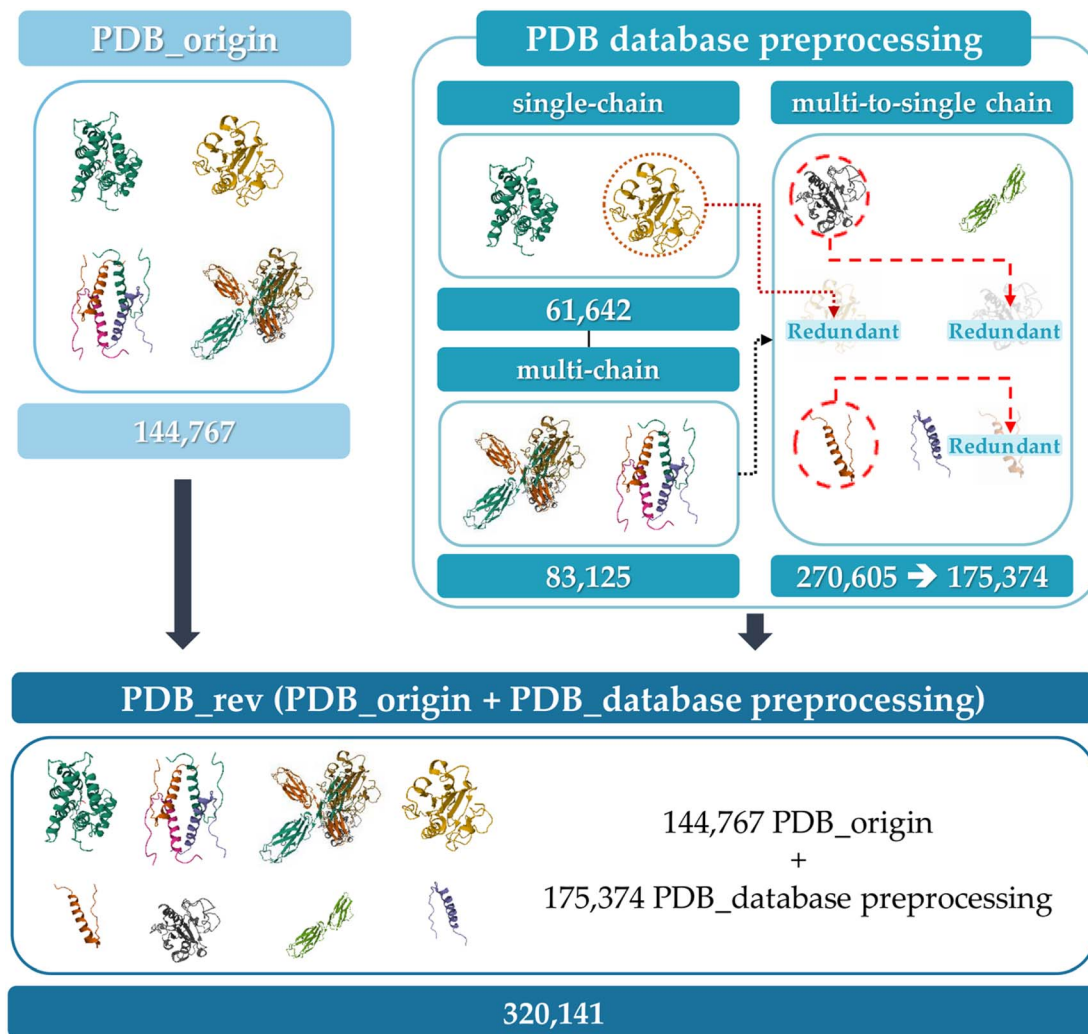 PDB_origin
144,767
PDB database preprocessing
single-chain
61,642
multi-chain
83,125
multi-to-single chain
Redundant
Redundant
Redundant
270,605 ➔ 175,374
PDB_rev (PDB_origin + PDB_database preprocessing)
144,767 PDB_origin
+
175,374 PDB_database preprocessing
320,141